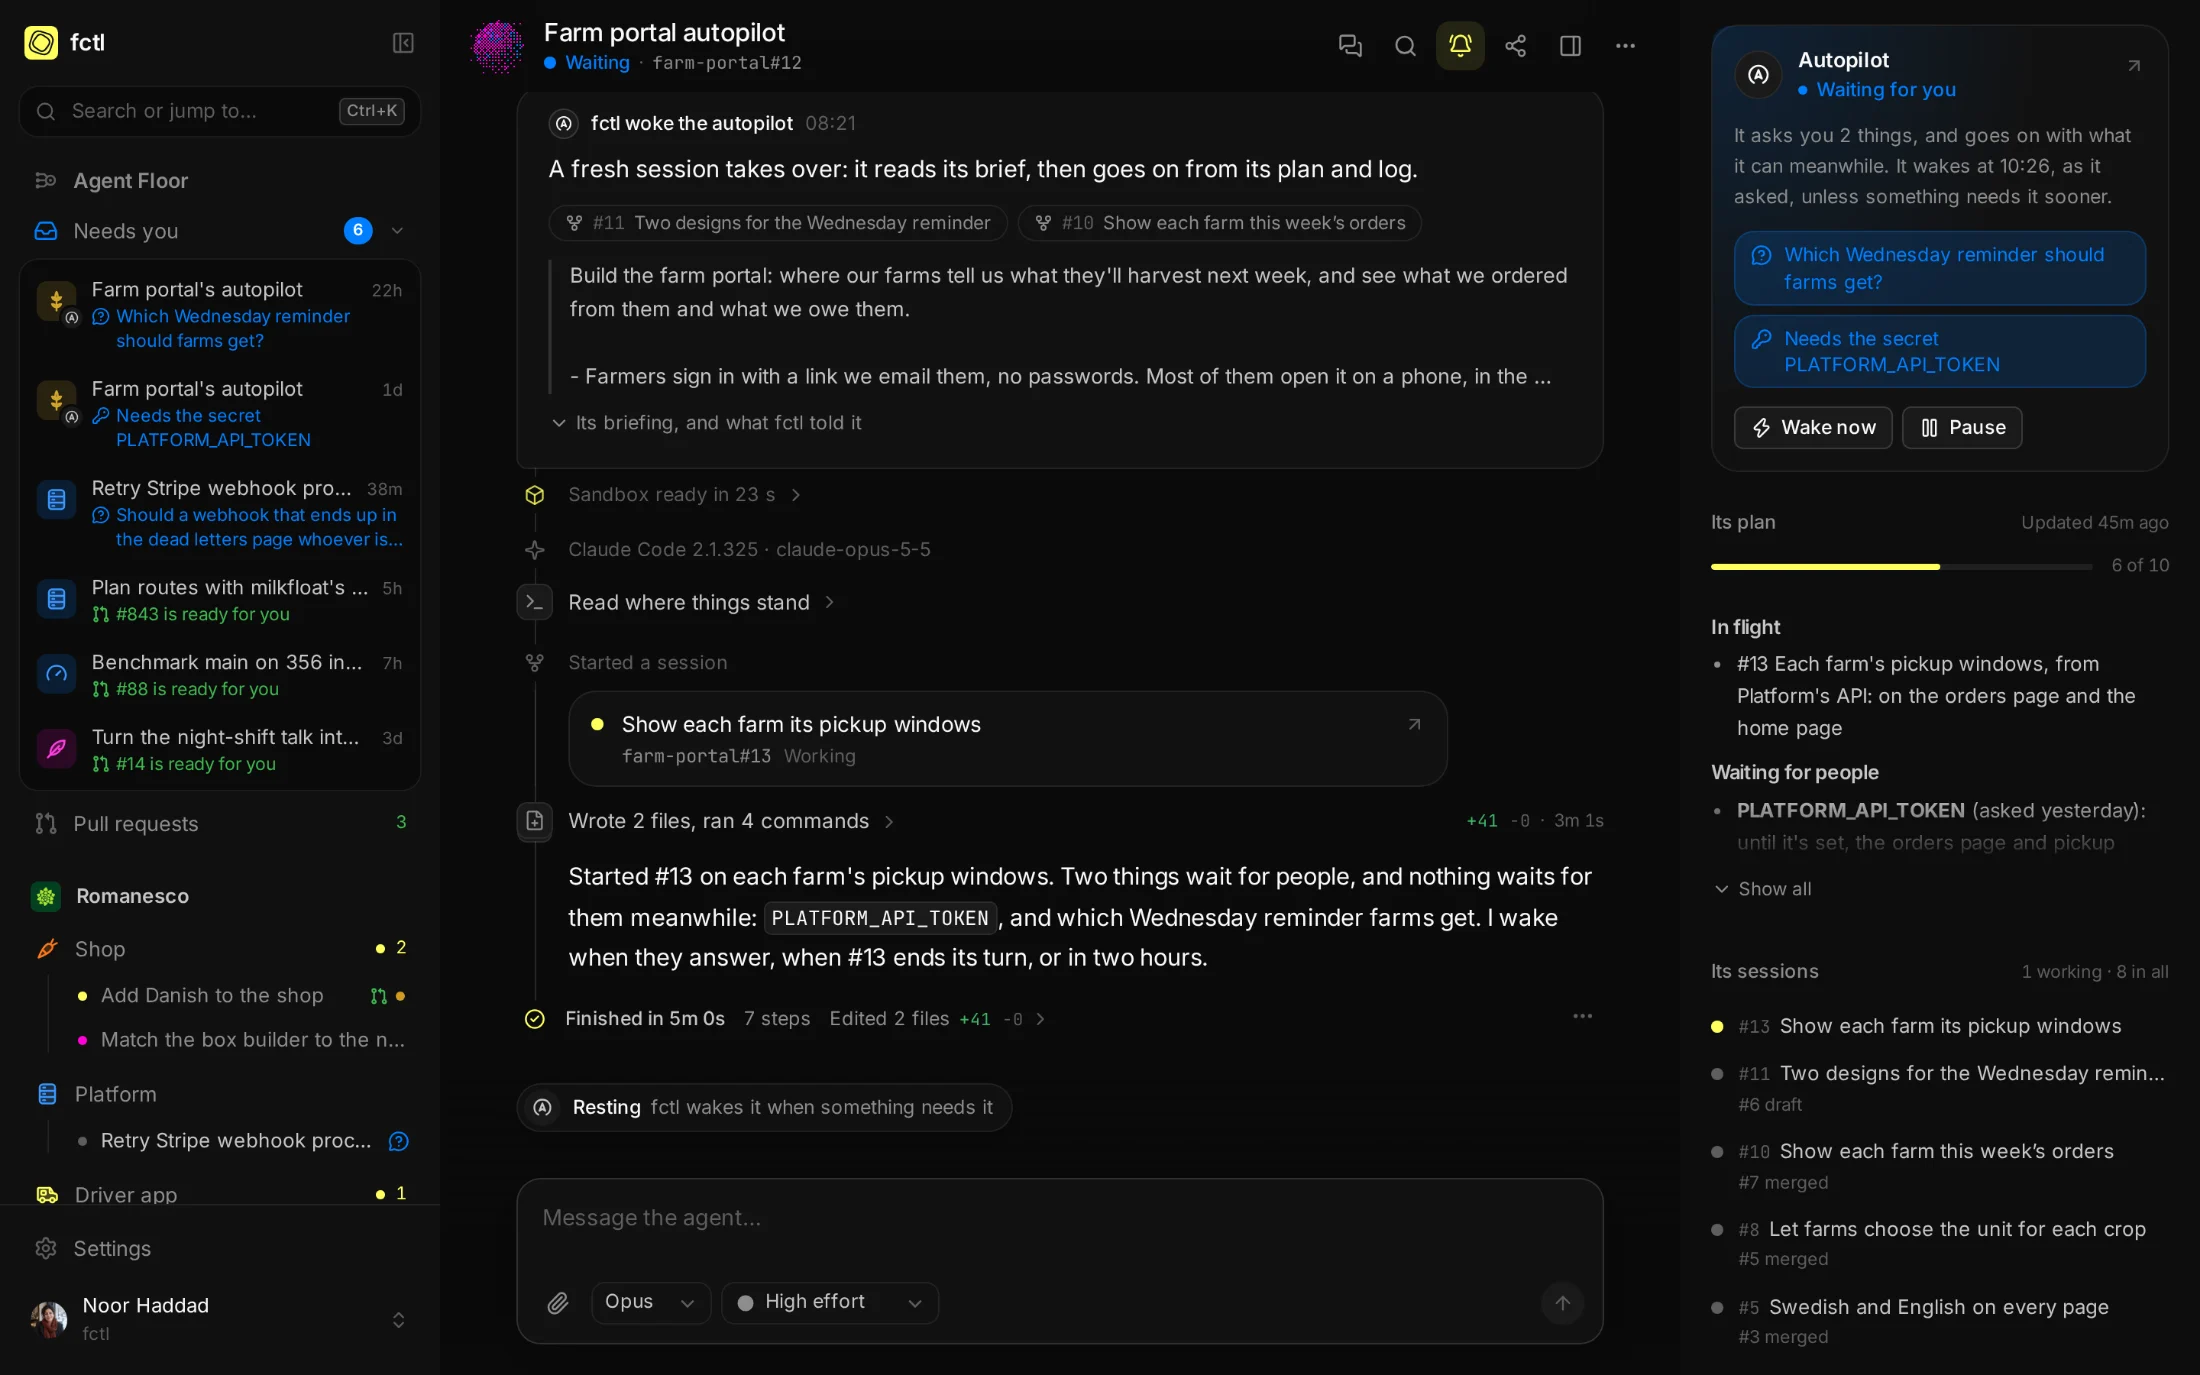 fctl
Search or jump to...
Ctrl+K
Agent Floor
Needs you
6
Farm portal's autopilot
22h
Which Wednesday reminder
should farms get?
Farm portal's autopilot
1d
Needs the secret
PLATFORM_API_TOKEN
Retry Stripe webhook pro...
38m
Should a webhook that ends up in
the dead letters page whoever is...
Plan routes with milkfloat's ...
5h
#843 is ready for you
Benchmark main on 356 in...
7h
#88 is ready for you
Turn the night-shift talk int...
3d
#14 is ready for you
Pull requests
3
Romanesco
Shop
2
Add Danish to the shop
Match the box builder to the n...
Platform
Retry Stripe webhook proc...
Driver app
1
Settings
Noor Haddad
fctl
Farm portal autopilot
Waiting · farm-portal#12
fctl woke the autopilot 08:21
A fresh session takes over: it reads its brief, then goes on from its plan and log.
#11 Two designs for the Wednesday reminder
#10 Show each farm this week’s orders
Build the farm portal: where our farms tell us what they'll harvest next week, and see what we ordered
from them and what we owe them.
- Farmers sign in with a link we email them, no passwords. Most of them open it on a phone, in the ...
Its briefing, and what fctl told it
Sandbox ready in 23 s
Claude Code 2.1.325 · claude-opus-5-5
Read where things stand
Started a session
Show each farm its pickup windows
farm-portal#13 Working
Wrote 2 files, ran 4 commands
+41 -0 · 3m 1s
Started #13 on each farm's pickup windows. Two things wait for people, and nothing waits for
them meanwhile: PLATFORM_API_TOKEN, and which Wednesday reminder farms get. I wake
when they answer, when #13 ends its turn, or in two hours.
Finished in 5m 0s 7 steps Edited 2 files +41 -0
Resting fctl wakes it when something needs it
Message the agent...
Opus
High effort
Autopilot
Waiting for you
It asks you 2 things, and goes on with what
it can meanwhile. It wakes at 10:26, as it
asked, unless something needs it sooner.
Which Wednesday reminder should
farms get?
Needs the secret
PLATFORM_API_TOKEN
Wake now
Pause
Its plan
Updated 45m ago
6 of 10
In flight
• #13 Each farm's pickup windows, from
Platform's API: on the orders page and the
home page
Waiting for people
• PLATFORM_API_TOKEN (asked yesterday):
until it's set, the orders page and pickup
Show all
Its sessions
1 working · 8 in all
#13 Show each farm its pickup windows
#11 Two designs for the Wednesday remin...
#6 draft
#10 Show each farm this week’s orders
#7 merged
#8 Let farms choose the unit for each crop
#5 merged
#5 Swedish and English on every page
#3 merged